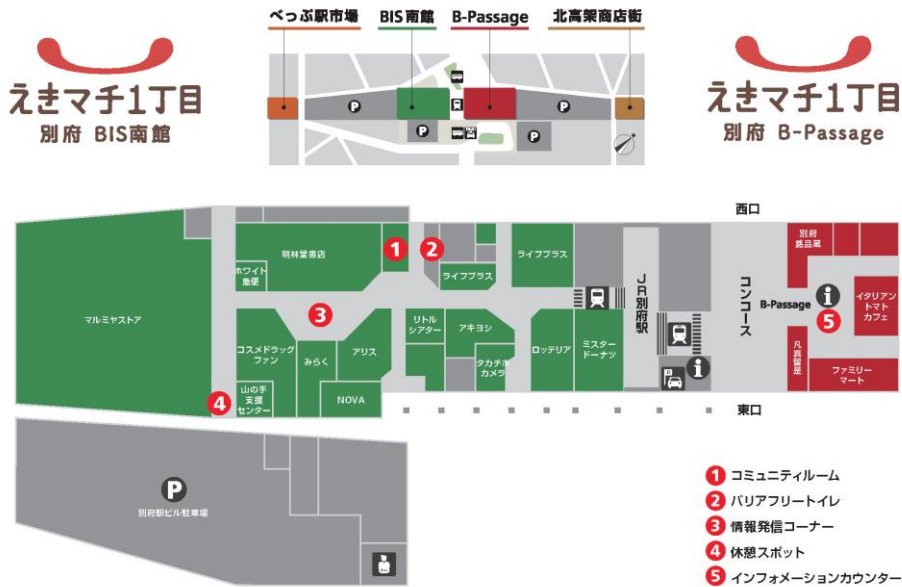 べっぷ駅市場
BIS南館
B-Passage
北高架商店街
えきマチ1丁目
別府 BIS南館
えきマチ1丁目
別府 B-Passage
P
P
P
P
西口
マルミヤストア
明林堂書店
ホワイト
急便
1
2
ライフプラス
ライフプラス
JR別府駅
コンコース
B-Passage
別府
銘品蔵
イタリアン
トマト
カフェ
5
3
コスメドラッグ
ファン
みらく
アリス
リトル
シアター
アキヨシ
タカチホ
カメラ
ロッテリア
ミスター
ドーナツ
凡真留是
ファミリー
マート
山の手
支援
センター
NOVA
4
東口
P
別府駅ビル駐車場
1 コミュニティルーム
2 バリアフリートイレ
3 情報発信コーナー
4 休憩スポット
5 インフォメーションカウンター